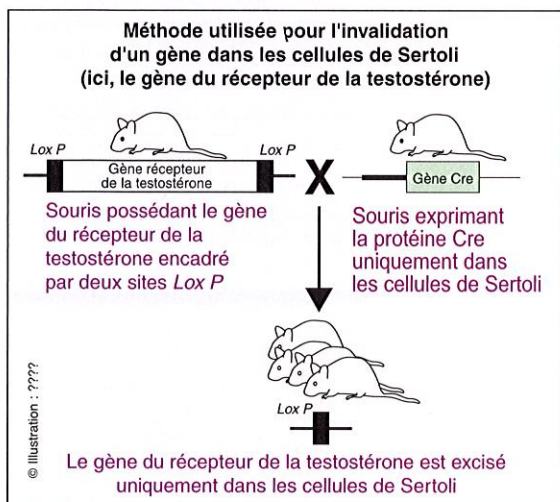 Méthode utilisée pour l'invalidation
d'un gène dans les cellules de Sertoli
(ici, le gène du récepteur de la testostérone)
Lox P
Lox P
Gène récepteur
de la testostérone
X
Gène Cre
Souris possédant le gène
du récepteur de la
testostérone encadré
par deux sites Lox P
Souris exprimant
la protéine Cre
uniquement dans
les cellules de Sertoli
Lox P
Le gène du récepteur de la testostérone est excisé
uniquement dans les cellules de Sertoli
© Illustration : ????